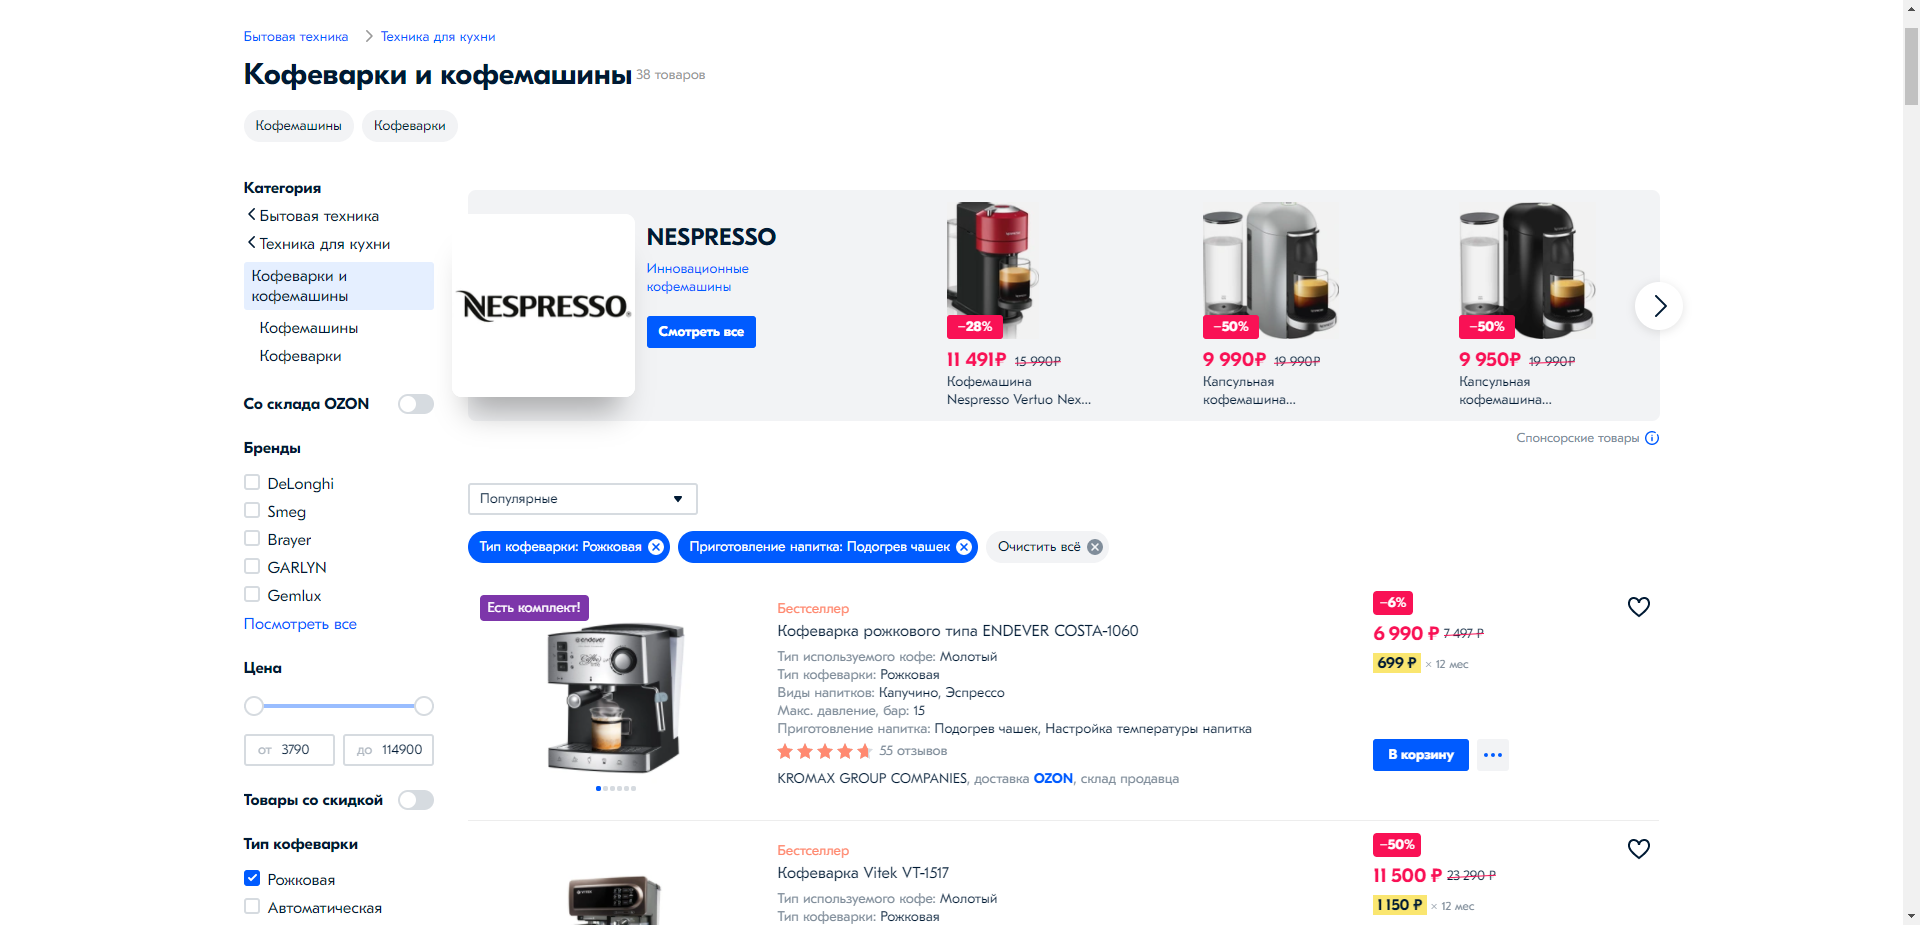 Бытовая техника
Техника для кухни
Кофеварки и кофемашины 38 товаров
Кофемашины
Кофеварки
Категория
Бытовая техника
Техника для кухни
Кофеварки и
кофемашины
Кофемашины
Кофеварки
Со склада OZON
Бренды
DeLonghi
Smeg
Brayer
GARLYN
Gemlux
Посмотреть все
Цена
от 3790
до 114900
Товары со скидкой
Тип кофеварки
Рожковая
Автоматическая
NESPRESSO
NESPRESSO
Инновационные
кофемашины
Смотреть все
−28%
11 491₽ 15 990₽
Кофемашина
Nespresso Vertuo Nex...
−50%
9 990₽ 19 990₽
Капсульная
кофемашина...
−50%
9 950₽ 19 990₽
Капсульная
кофемашина...
Спонсорские товары
Популярные
Тип кофеварки: Рожковая
Приготовление напитка: Подогрев чашек
Очистить всё
Есть комплект!
endever
Бестселлер
Кофеварка рожкового типа ENDEVER COSTA-1060
Тип используемого кофе: Молотый
Тип кофеварки: Рожковая
Виды напитков: Капучино, Эспрессо
Макс. давление, бар: 15
Приготовление напитка: Подогрев чашек, Настройка температуры напитка
55 отзывов
KROMAX GROUP COMPANIES, доставка OZON, склад продавца
−6%
6 990 ₽ 7 497 ₽
699 ₽ × 12 мес
В корзину
Бестселлер
Кофеварка Vitek VT-1517
Тип используемого кофе: Молотый
Тип кофеварки: Рожковая
−50%
11 500 ₽ 23 290 ₽
1 150 ₽ × 12 мес